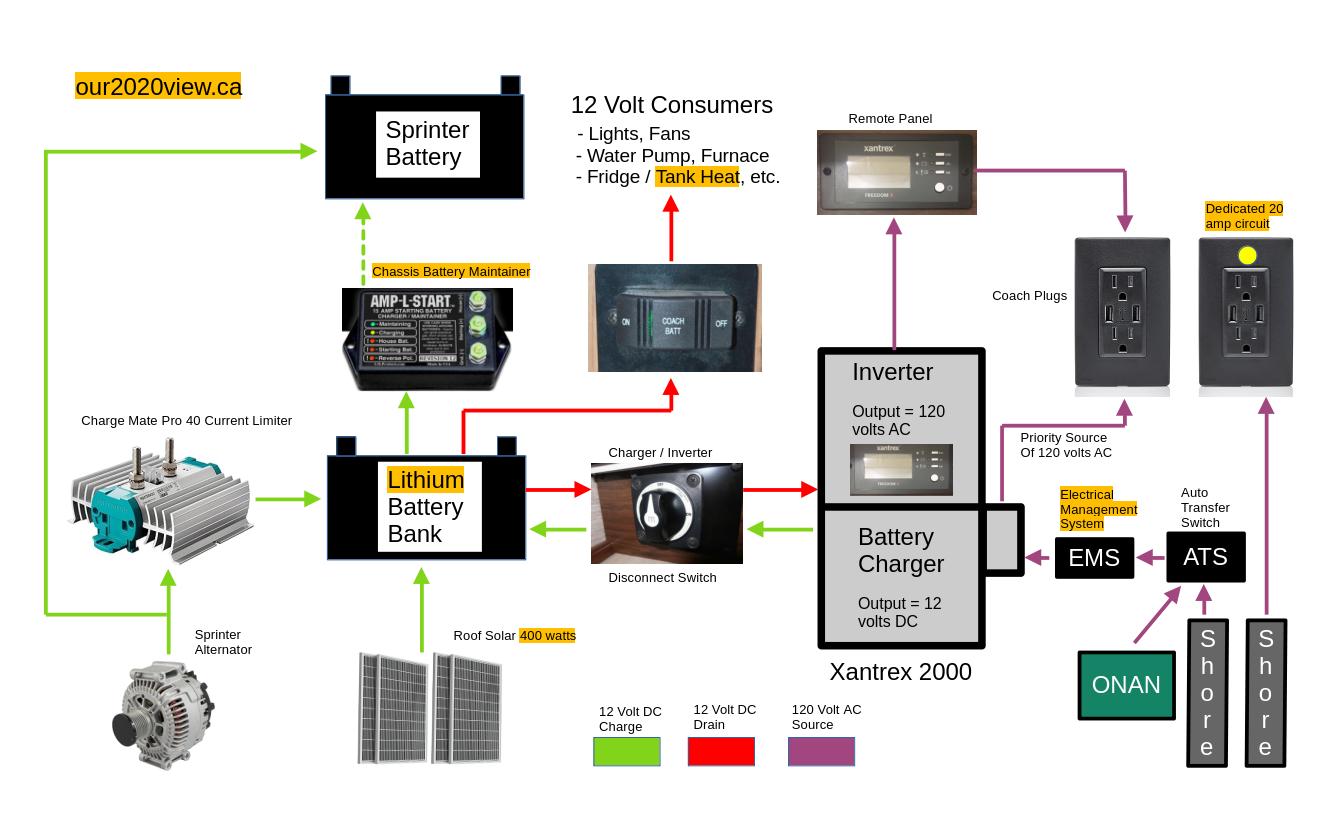 our2020view.ca
Sprinter
Battery
12 Volt Consumers
- Lights, Fans
- Water Pump, Furnace
- Fridge / Tank Heat, etc.
Remote Panel
xantrex
FREEDOM X
Dedicated 20
amp circuit
Chassis Battery Maintainer
AMP-L-START
15 AMP STARTING BATTERY
CHARGER / MAINTAINER
- Maintaining
- Charging
- House Bat.
- Starting Bat.
- Reverse Pol.
ON
COACH
BATT
OFF
Coach Plugs
Charge Mate Pro 40 Current Limiter
Inverter
Output = 120
volts AC
xantrex
Priority Source
Of 120 volts AC
Charger / Inverter
Lithium
Battery
Bank
Disconnect Switch
Battery
Charger
Output = 12
volts DC
Electrical
Management
System
EMS
Auto
Transfer
Switch
ATS
Sprinter
Alternator
Roof Solar 400 watts
Xantrex 2000
ONAN
Shore
Shore
12 Volt DC
Charge
12 Volt DC
Drain
120 Volt AC
Source